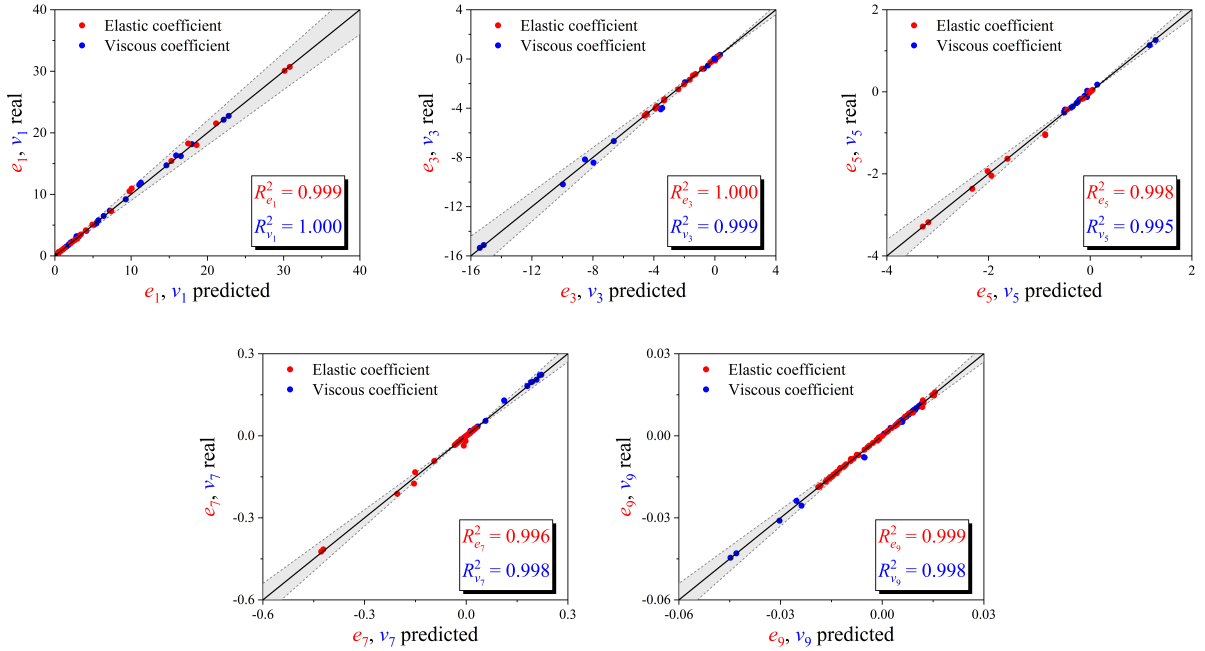 40
30
20
10
0
0
10
20
30
40
e1, v1 real
e1, v1 predicted
Elastic coefficient
Viscous coefficient
R²e1 = 0.999
R²v1 = 1.000
4
0
-4
-8
-12
-16
-16
-12
-8
-4
0
4
e3, v3 real
e3, v3 predicted
Elastic coefficient
Viscous coefficient
R²e3 = 1.000
R²v3 = 0.999
2
0
-2
-4
-4
-2
0
2
e5, v5 real
e5, v5 predicted
Elastic coefficient
Viscous coefficient
R²e5 = 0.998
R²v5 = 0.995
0.3
0.0
-0.3
-0.6
-0.6
-0.3
0.0
0.3
e7, v7 real
e7, v7 predicted
Elastic coefficient
Viscous coefficient
R²e7 = 0.996
R²v7 = 0.998
0.03
0.00
-0.03
-0.06
-0.06
-0.03
0.00
0.03
e9, v9 real
e9, v9 predicted
Elastic coefficient
Viscous coefficient
R²e9 = 0.999
R²v9 = 0.998